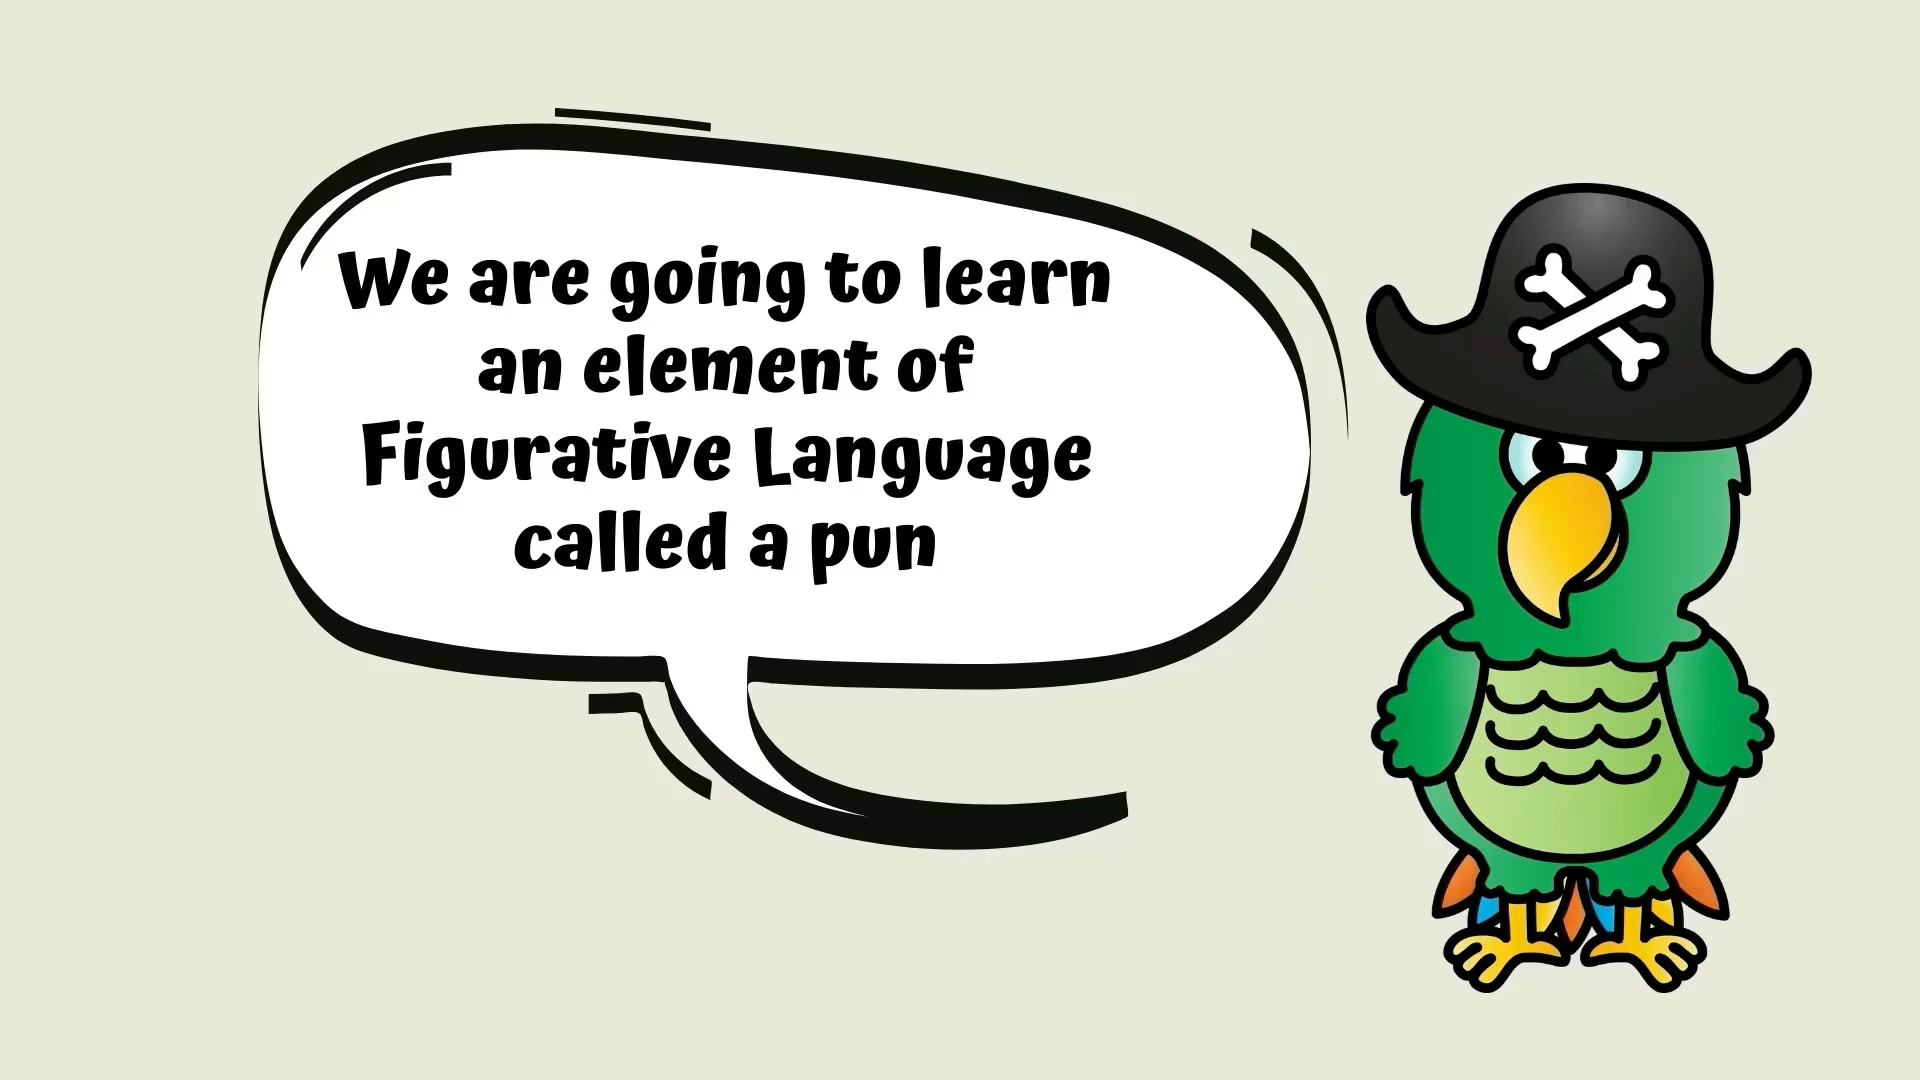 We are going to learn
an element of
Figurative Language
called a pun